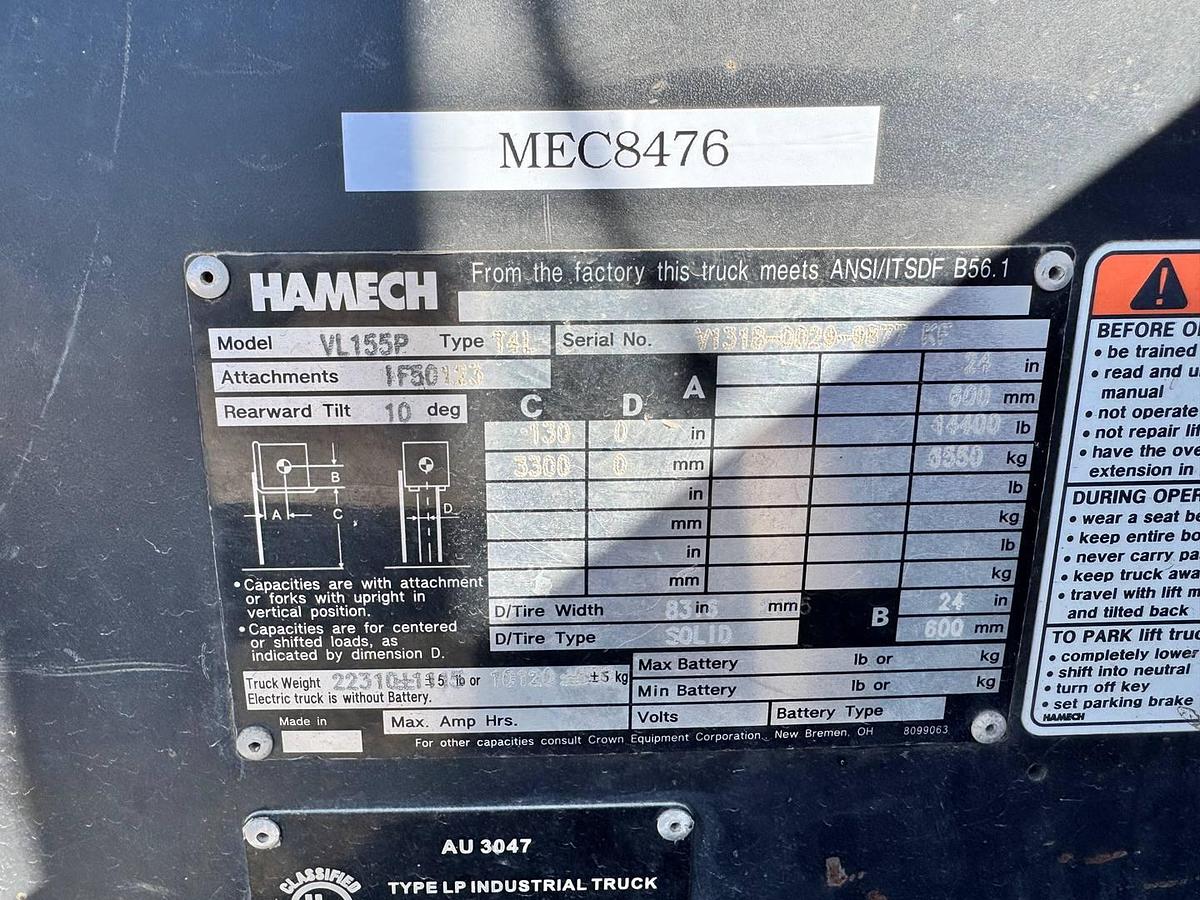 MEC8476
HAMECH From the factory this truck meets ANSI/ITSDF B56.1
Model VL155P Type T4L Serial No.
Attachments
Rearward Tilt 10 deg
A 24 in
600 mm
C D
130 0 in 14400 lb
3300 0 mm kg
in lb
mm kg
in lb
mm kg
B
A C
D
• Capacities are with attachment
or forks with upright in
vertical position.
• Capacities are for centered
or shifted loads, as
indicated by dimension D.
D/Tire Width in mm
D/Tire Type SOLID
B 24 in
600 mm
Truck Weight lb or kg
Electric truck is without Battery.
Max Battery lb or kg
Min Battery lb or kg
Made in
Max. Amp Hrs. Volts Battery Type
For other capacities consult Crown Equipment Corporation, New Bremen, OH 8099063
BEFORE
• be trained
• read and
manual
• not operate
• not repair
• have the
extension in
DURING
• wear a seat
• keep entire
• never carry
• keep truck
• travel with lift
and tilted back
TO PARK lift
• completely lower
• shift into neutral
• turn off key
• set parking brake
HAMECH
AU 3047
CLASSIFIED
TYPE LP INDUSTRIAL TRUCK